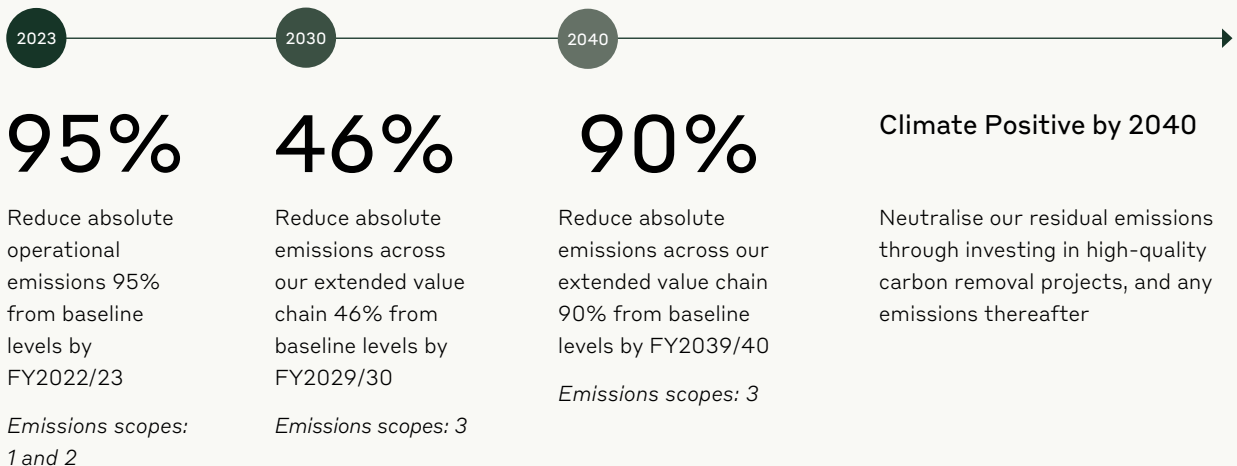 2023
2030
2040
95%
Reduce absolute
operational
emissions 95%
from baseline
levels by
FY2022/23
Emissions scopes:
1 and 2
46%
Reduce absolute
emissions across
our extended value
chain 46% from
baseline levels by
FY2029/30
Emissions scopes: 3
90%
Reduce absolute
emissions across our
extended value chain
90% from baseline
levels by FY2039/40
Emissions scopes: 3
Climate Positive by 2040
Neutralise our residual emissions
through investing in high-quality
carbon removal projects, and any
emissions thereafter